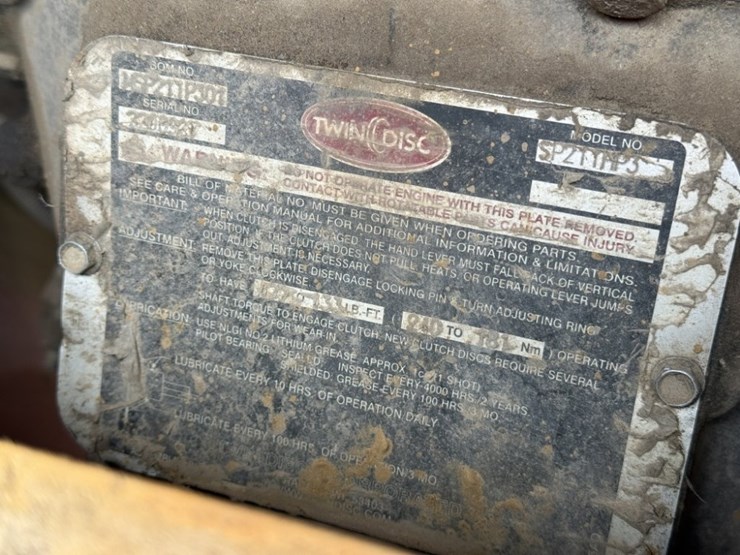 BOM NO.
SERIAL NO.
TWIN DISC
MODEL NO.
WARNING
DO NOT OPERATE ENGINE WITH THIS PLATE REMOVED.
CONTACT WITH ROTATABLE PARTS CAN CAUSE INJURY.
BILL OF MATERIAL NO. MUST BE GIVEN WHEN ORDERING PARTS.
SEE CARE & OPERATION MANUAL FOR ADDITIONAL INFORMATION & LIMITATIONS.
IMPORTANT: WHEN CLUTCH IS DISENGAGED, THE HAND LEVER MUST FALL BACK OF VERTICAL
POSITION. IF THE CLUTCH DOES NOT PULL, HEATS, OR OPERATING LEVER JUMPS
OUT ADJUSTMENT IS NECESSARY.
ADJUSTMENT: REMOVE THIS PLATE, DISENGAGE LOCKING PIN & TURN ADJUSTING RING
OR YOKE CLOCKWISE
TO HAVE LB.-FT. ( TO Nm ) OPERATING
SHAFT TORQUE TO ENGAGE CLUTCH. NEW CLUTCH DISCS REQUIRE SEVERAL
ADJUSTMENTS FOR WEAR IN.
LUBRICATION: USE NLGI NO. 2 LITHIUM GREASE. APPROX. SHOT)
PILOT BEARING: SEALED: INSPECT EVERY 4000 HRS/2 YEARS
SHIELDED: GREASE EVERY 100 HRS/3 MO.
LUBRICATE EVERY 10 HRS. OF OPERATION DAILY
LUBRICATE EVERY 100 HRS. OF OPERATION/3 MO.